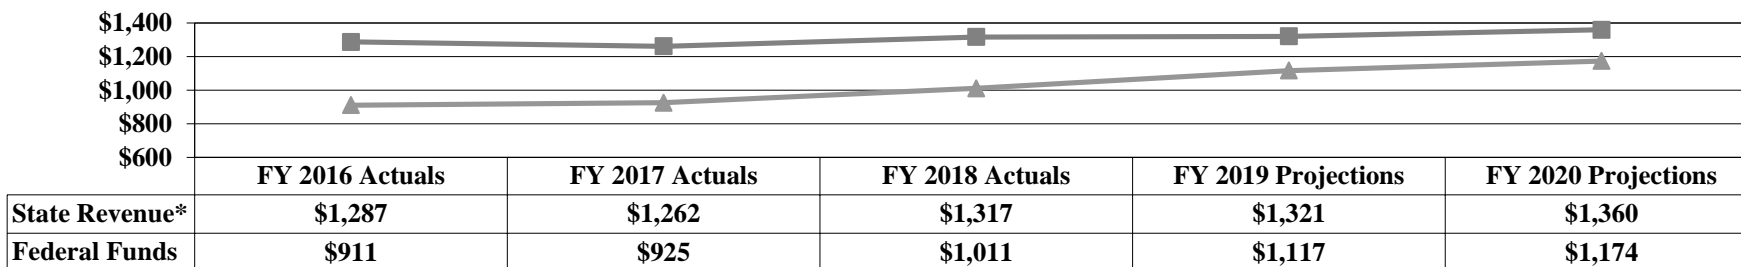 $1,400
$1,200
$1,000
$800
$600
FY 2016 Actuals FY 2017 Actuals FY 2018 Actuals FY 2019 Projections FY 2020 Projections
State Revenue* $1,287 $1,262 $1,317 $1,321 $1,360
Federal Funds $911 $925 $1,011 $1,117 $1,174